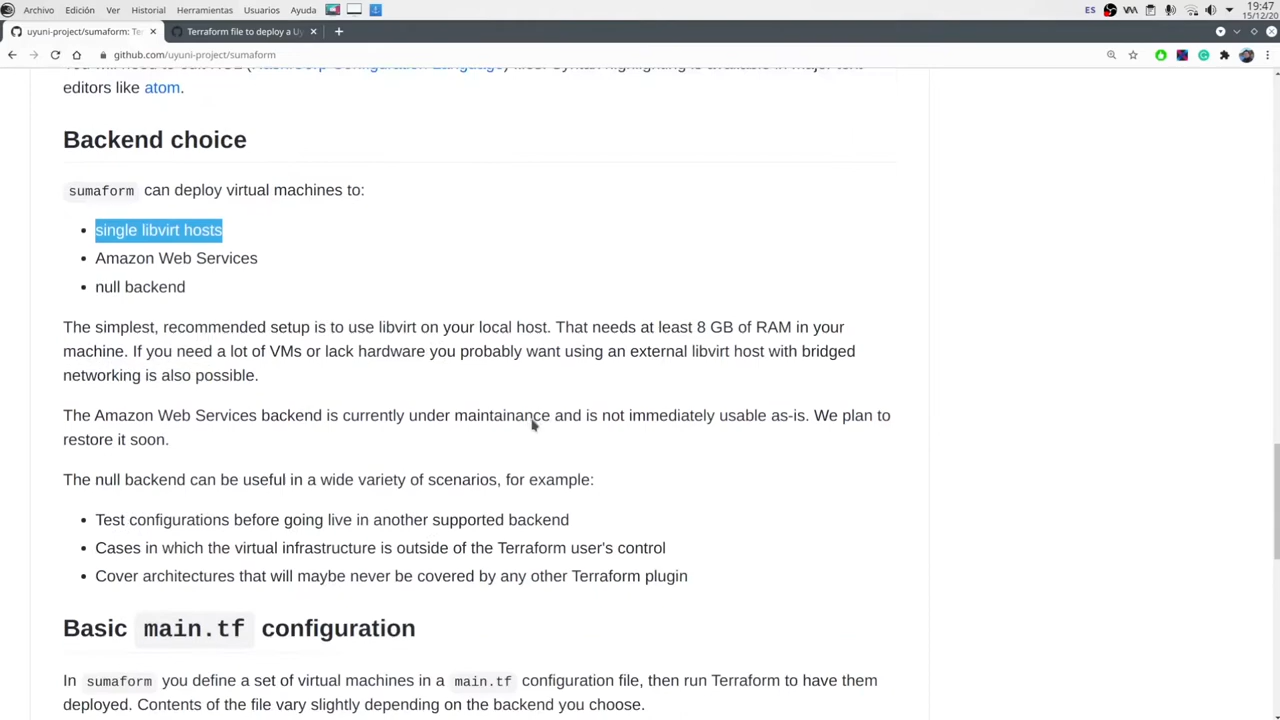 Archivo Edición Ver Historial Herramientas Usuarios Ayuda
ES
19:47
15/12/20
uyuni-project/sumaform: Te
Terraform file to deploy a Uy
github.com/uyuni-project/sumaform
editors like atom.
Backend choice
sumaform can deploy virtual machines to:
single libvirt hosts
Amazon Web Services
null backend
The simplest, recommended setup is to use libvirt on your local host. That needs at least 8 GB of RAM in your
machine. If you need a lot of VMs or lack hardware you probably want using an external libvirt host with bridged
networking is also possible.
The Amazon Web Services backend is currently under maintainance and is not immediately usable as-is. We plan to
restore it soon.
The null backend can be useful in a wide variety of scenarios, for example:
Test configurations before going live in another supported backend
Cases in which the virtual infrastructure is outside of the Terraform user's control
Cover architectures that will maybe never be covered by any other Terraform plugin
Basic main.tf configuration
In sumaform you define a set of virtual machines in a main.tf configuration file, then run Terraform to have them
deployed. Contents of the file vary slightly depending on the backend you choose.